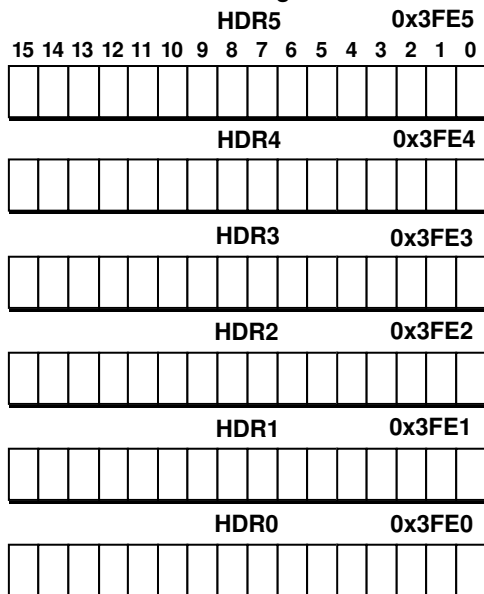 HDR5 0x3FE5
15 14 13 12 11 10 9 8 7 6 5 4 3 2 1 0
HDR4 0x3FE4
HDR3 0x3FE3
HDR2 0x3FE2
HDR1 0x3FE1
HDR0 0x3FE0